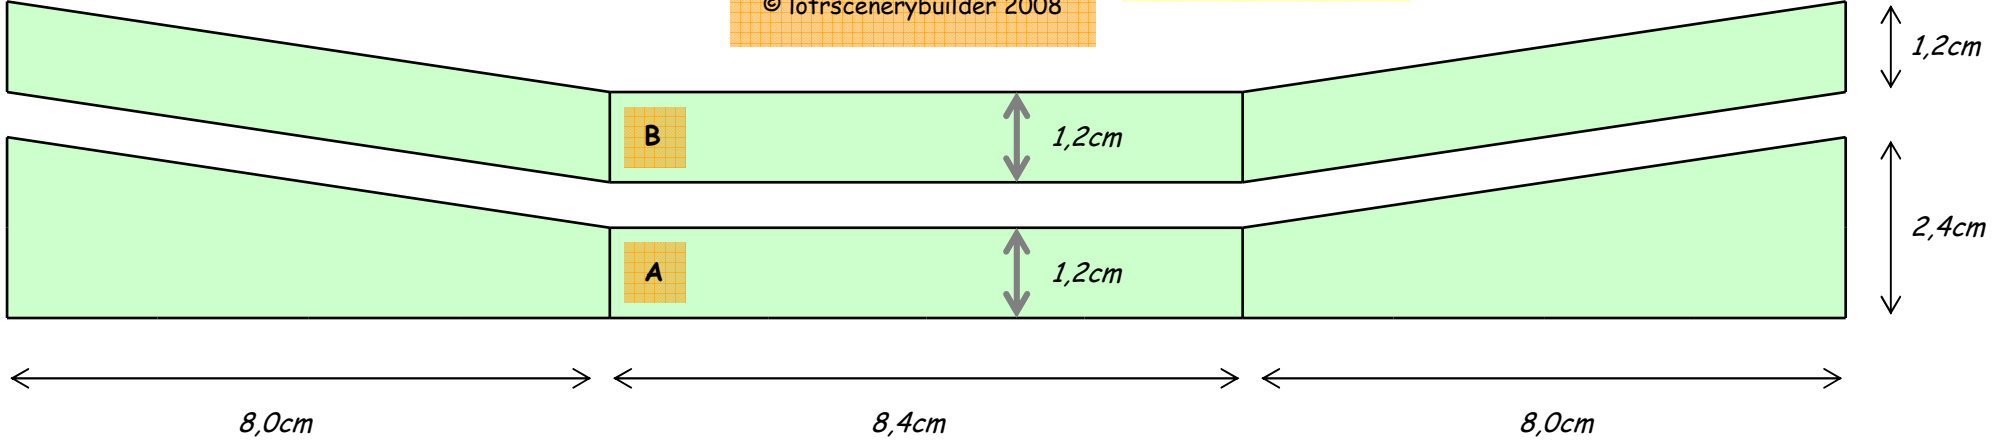 © lotrscenerybuilder 2008
1,2cm
B
1,2cm
2,4cm
A
1,2cm
8,0cm
8,4cm
8,0cm